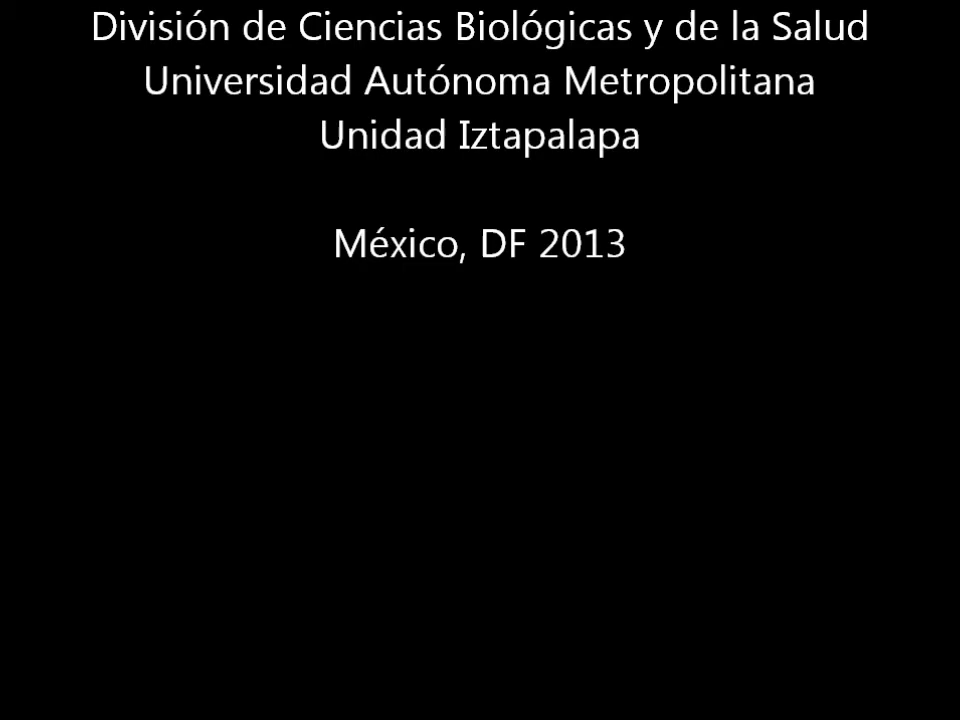 División de Ciencias Biológicas y de la Salud
Universidad Autónoma Metropolitana
Unidad Iztapalapa
México, DF 2013